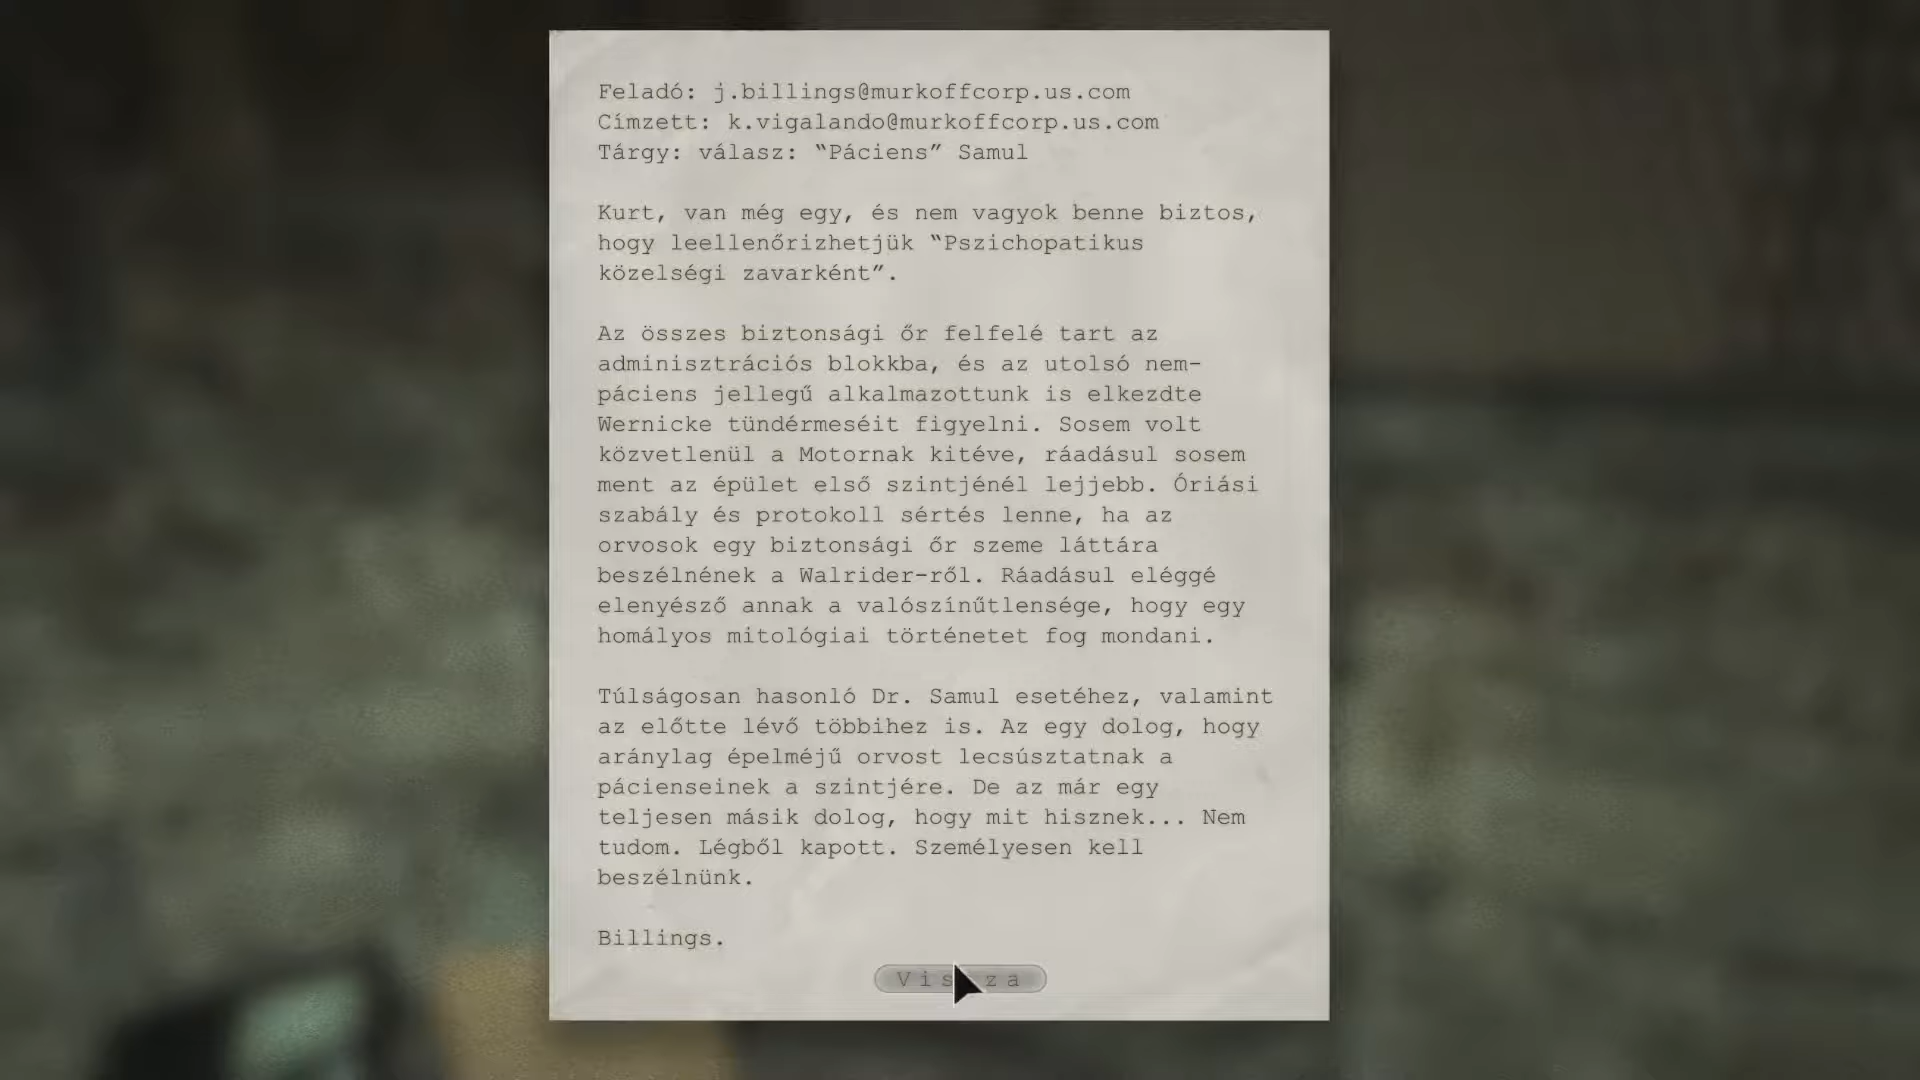 Feladó: j.billings@murkoffcorp.us.com
Címzett: k.vigalando@murkoffcorp.us.com
Tárgy: válasz: “Páciens” Samul
Kurt, van még egy, és nem vagyok benne biztos,
hogy leellenőrizhetjük “Pszichopatikus
közelségi zavarként”.
Az összes biztonsági őr felfelé tart az
adminisztrációs blokkba, és az utolsó nem-
páciens jellegű alkalmazottunk is elkezdte
Wernicke tündérmeséit figyelni. Sosem volt
közvetlenül a Motornak kitéve, ráadásul sosem
ment az épület első szintjénél lejjebb. Óriási
szabály és protokoll sértés lenne, ha az
orvosok egy biztonsági őr szeme láttára
beszélnének a Walrider-ről. Ráadásul eléggé
elenyésző annak a valószínűtlensége, hogy egy
homályos mitológiai történetet fog mondani.
Túlságosan hasonló Dr. Samul esetéhez, valamint
az előtte lévő többihez is. Az egy dolog, hogy
aránylag épelméjű orvost lecsúsztatnak a
pácienseinek a szintjére. De az már egy
teljesen másik dolog, hogy mit hisznek... Nem
tudom. Légből kapott. Személyesen kell
beszélnünk.
Billings.
Vissza